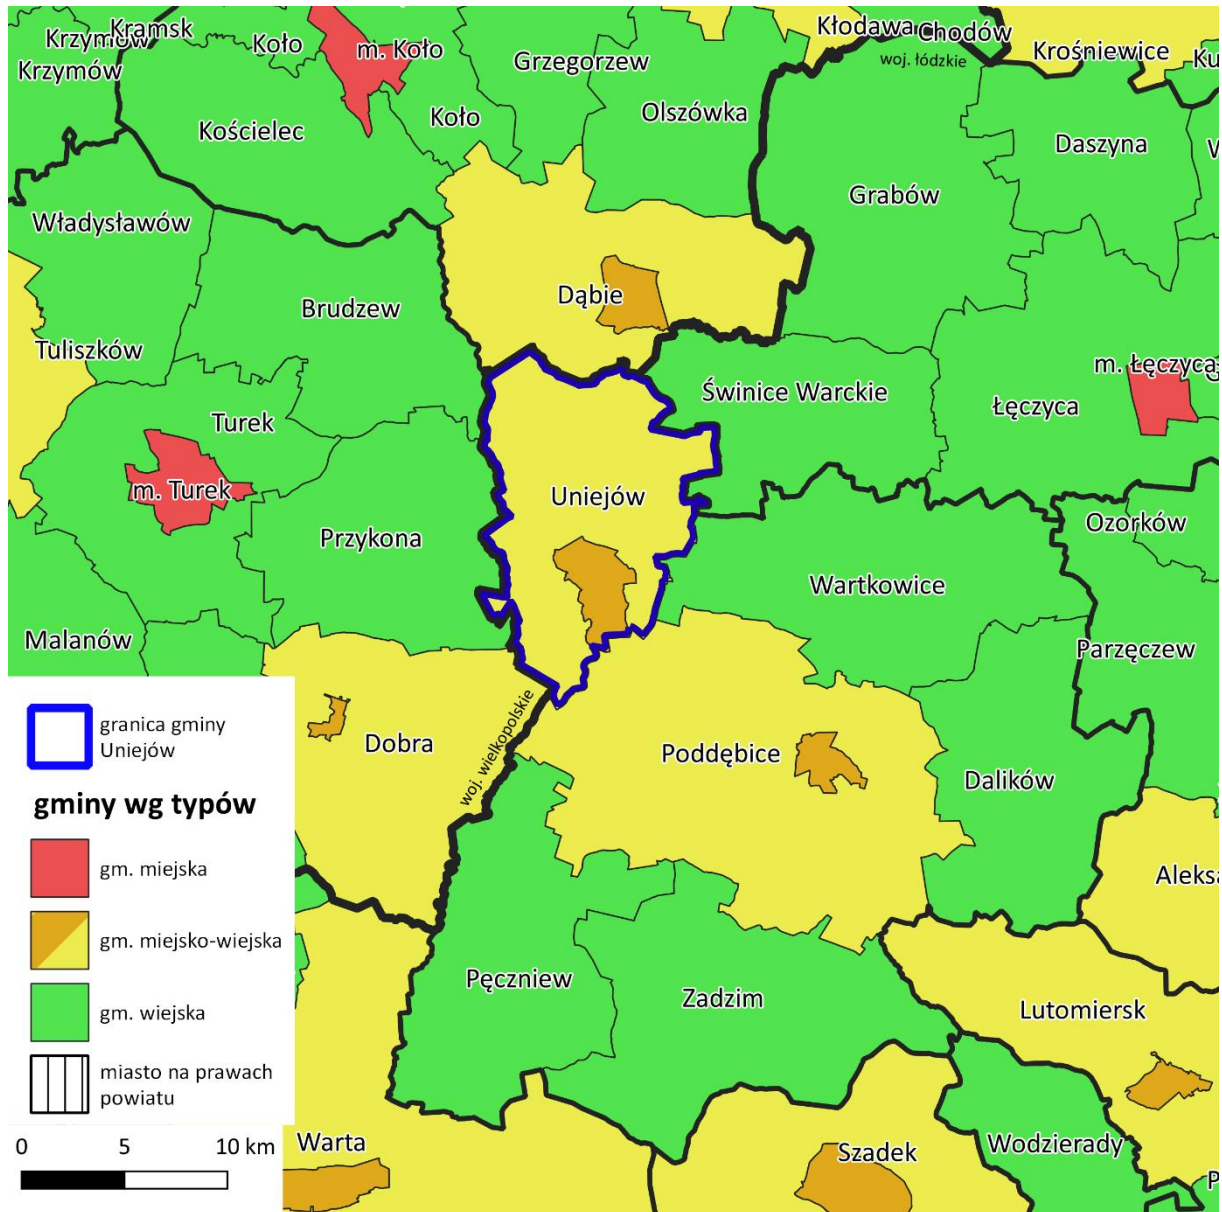 Krzymów
Kramsk
Koło
m. Koło
Grzegorzew
Kłodawa
Chodów
woj. łódzkie
Krośniewice
Ku
Krzymów
Kościelec
Koło
Olszówka
Daszyna
W
Władysławów
Grabów
Brudzew
Dąbie
Tuliszków
m. Łęczyca
Świnice Warckie
Łęczyca
Turek
m. Turek
Uniejów
Przykona
Ozorków
Wartkowice
Malanów
Parzęczew
granica gminy
Uniejów
Dobra
woj. wielkopolskie
Poddębice
Dalików
gminy wg typów
gm. miejska
Aleksa
gm. miejsko-wiejska
Pęczniew
Zadzim
gm. wiejska
Lutomiersk
miasto na prawach
powiatu
0 5 10 km
Warta
Szadek
Wodzierady
P